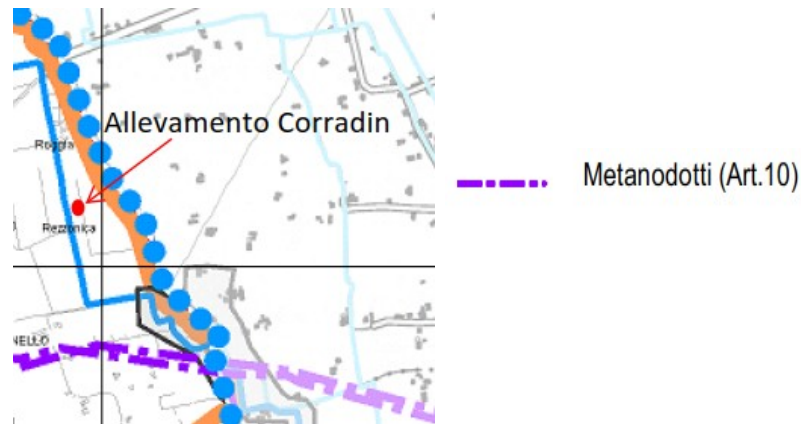 Allevamento Corradin
Roggia
Rezzonica
NELLO
Metanodotti (Art.10)